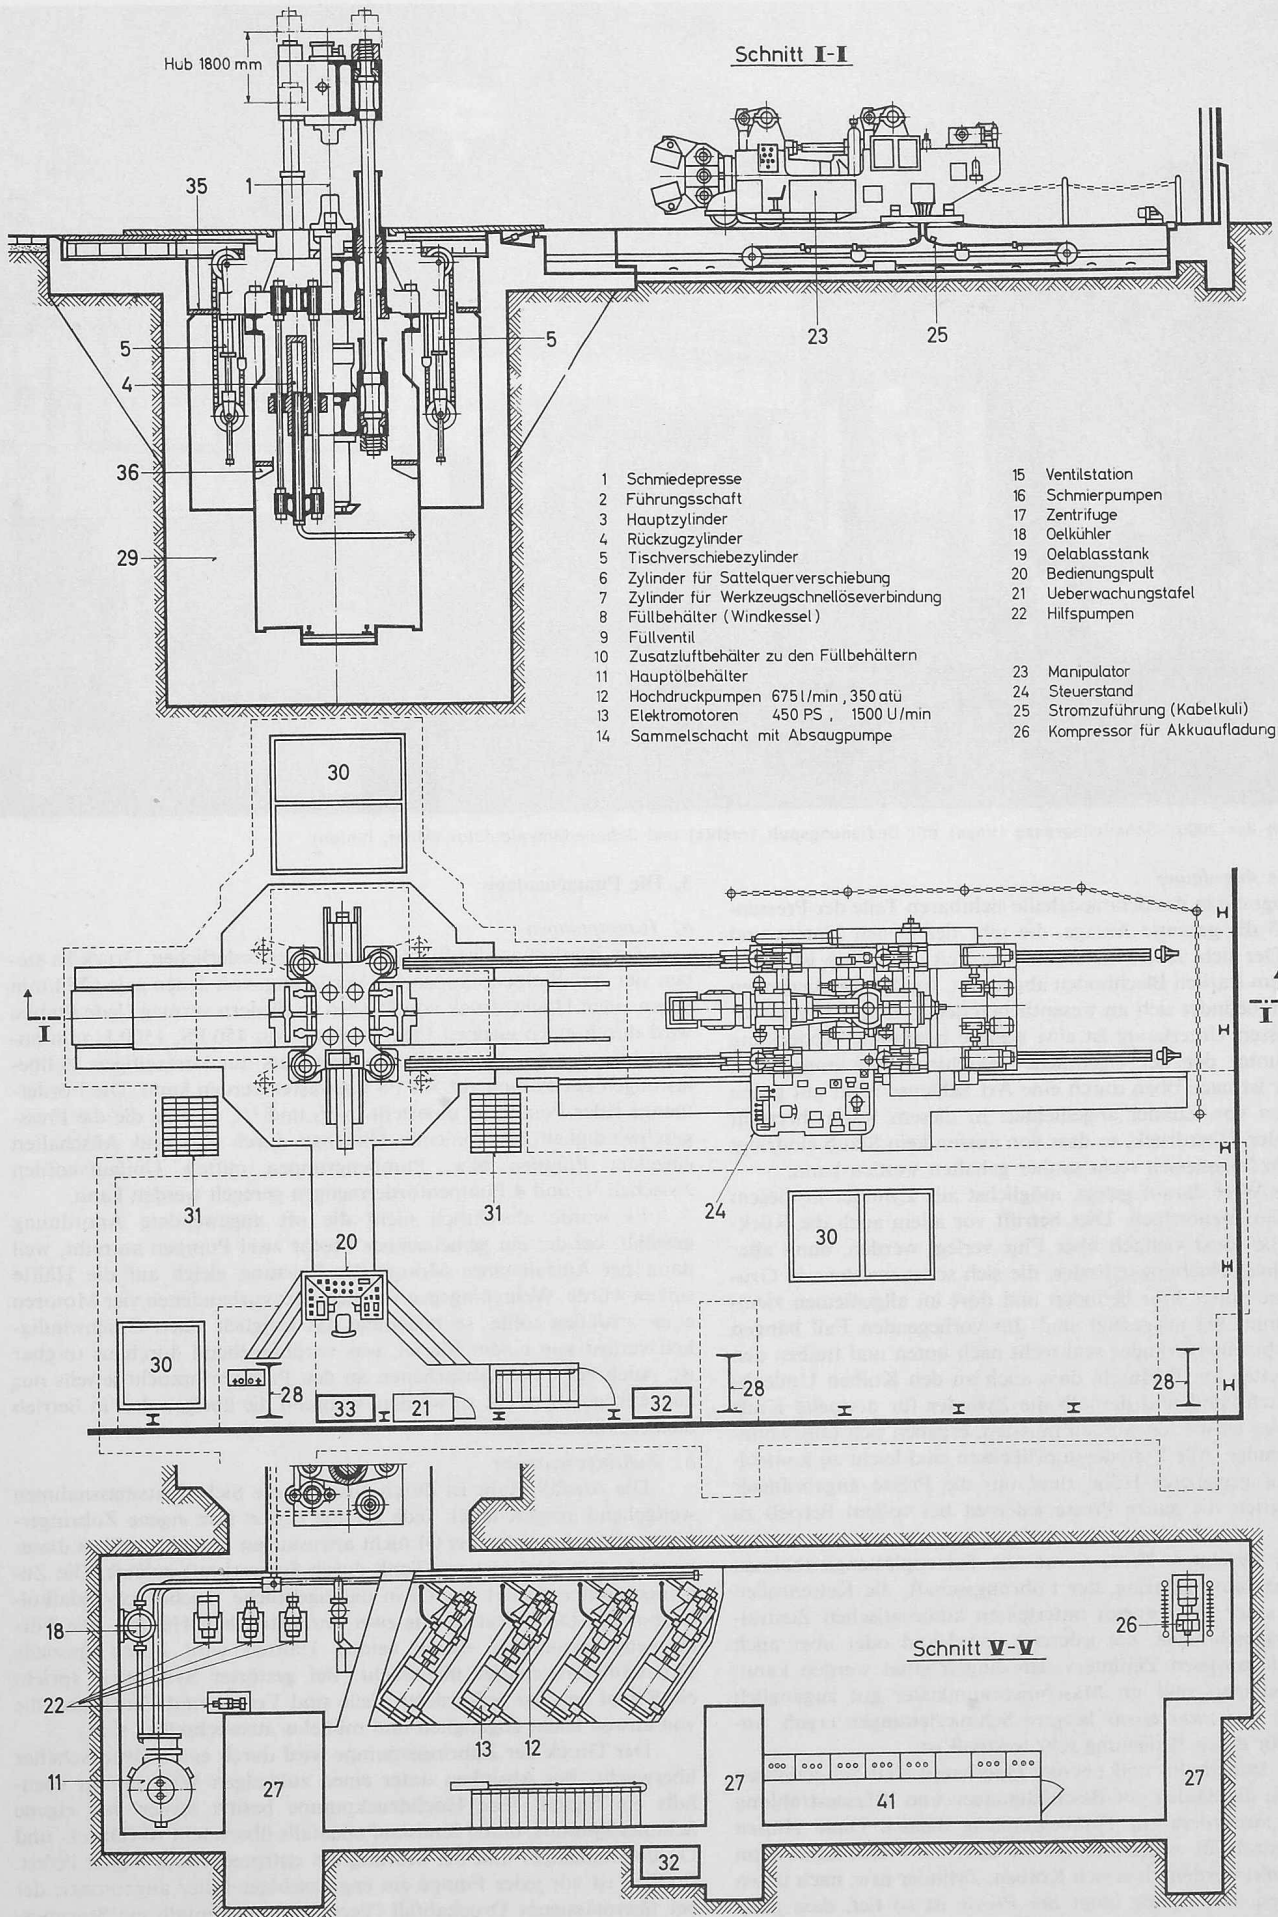 Schnitt I-I
Hub 1800 mm
35
1
5
5
4
36
29
23
25
1 Schmiedepresse
2 Führungsschaft
3 Hauptzylinder
4 Rückzugzylinder
5 Tischverschiebezylinder
6 Zylinder für Sattelquerverschiebung
7 Zylinder für Werkzeugschnellöseverbindung
8 Füllbehälter (Windkessel)
9 Füllventil
10 Zusatzluftbehälter zu den Füllbehältern
11 Hauptölbehälter
12 Hochdruckpumpen 675 l/min, 350 atü
13 Elektromotoren 450 PS, 1500 U/min
14 Sammelschacht mit Absaugpumpe
15 Ventilstation
16 Schmierpumpen
17 Zentrifuge
18 Oelkühler
19 Oelablasstank
20 Bedienungspult
21 Ueberwachungstafel
22 Hilfspumpen
23 Manipulator
24 Steuerstand
25 Stromzuführung (Kabelkuli)
26 Kompressor für Akkuaufladung
30
I
I
31
31
24
20
30
30
28
33
21
32
28
28
18
22
11
27
13
12
Schnitt V-V
26
27
41
27
32